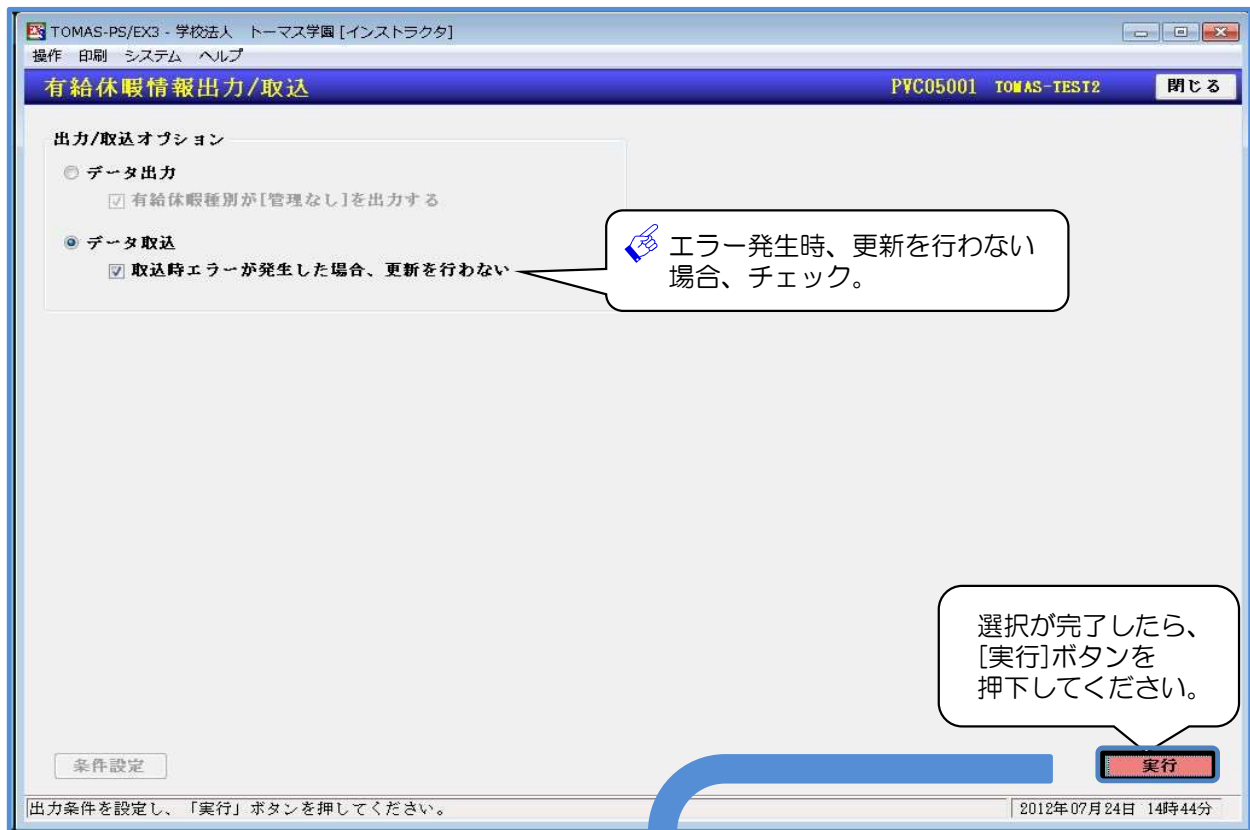 TOMAS-PS/EX3 - 学校法人　トーマス学園 [インストラクタ]
操作 印刷 システム ヘルプ
有給休暇情報出力/取込 PVC05001 TOMAS-TEST2 閉じる
出力/取込オプション
データ出力
有給休暇種別が[管理なし]を出力する
データ取込
取込時エラーが発生した場合、更新を行わない
エラー発生時、更新を行わない
場合、チェック。
選択が完了したら、
[実行]ボタンを
押下してください。
条件設定 実行
出力条件を設定し、「実行」ボタンを押してください。 2012年07月24日 14時44分